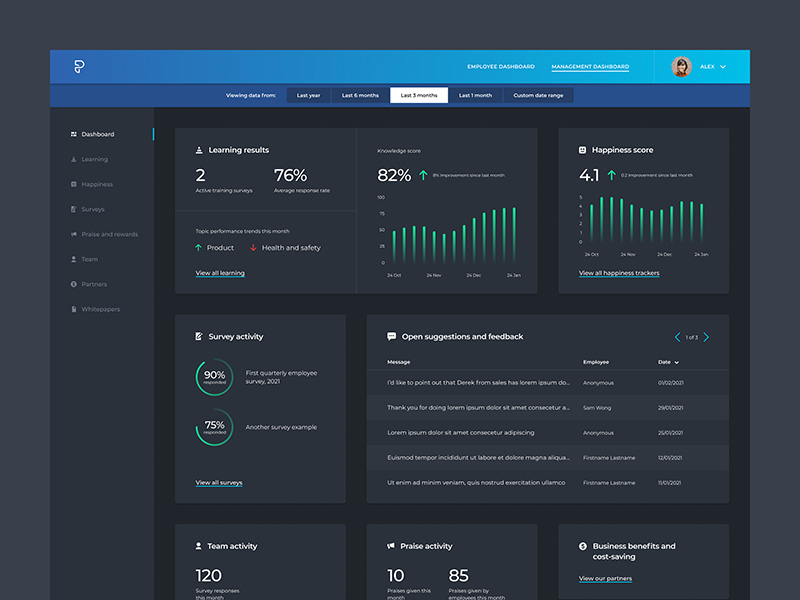 EMPLOYEE DASHBOARD MANAGEMENT DASHBOARD ALEX
Viewing data from: Last year Last 6 months Last 3 months Last 1 month Custom date range
Dashboard
Learning
Happiness
Surveys
Praise and rewards
Team
Partners
Whitepapers
Learning results
2 76%
Active training surveys Average response rate
Topic performance trends this month
Product Health and safety
View all learning
Knowledge score
82% 8% improvement since last month
100
75
50
25
0
24 Oct 24 Nov 24 Dec 24 Jan
Happiness score
4.1 0.2 improvement since last month
5
4
3
2
1
0
24 Oct 24 Nov 24 Dec 24 Jan
View all happiness trackers
Survey activity
90%
responded
First quarterly employee
survey, 2021
75%
responded
Another survey example
View all surveys
Open suggestions and feedback 1 of 3
Message Employee Date
I'd like to point out that Derek from sales has lorem ipsum do... Anonymous 01/02/2021
Thank you for doing lorem ipsum dolor sit amet consectetur a... Sam Wong 29/01/2021
Lorem ipsum dolor sit amet consectetur adipiscing Anonymous 25/01/2021
Euismod tempor incididunt ut labore et dolore magna aliqua... Firstname Lastname 12/01/2021
Ut enim ad minim veniam, quis nostrud exercitation ullamco Firstname Lastname 11/01/2021
Team activity
120
Survey responses
this month
Praise activity
10 85
Praises given this
month
Praises given by
employees this month
Business benefits and
cost-saving
View our partners